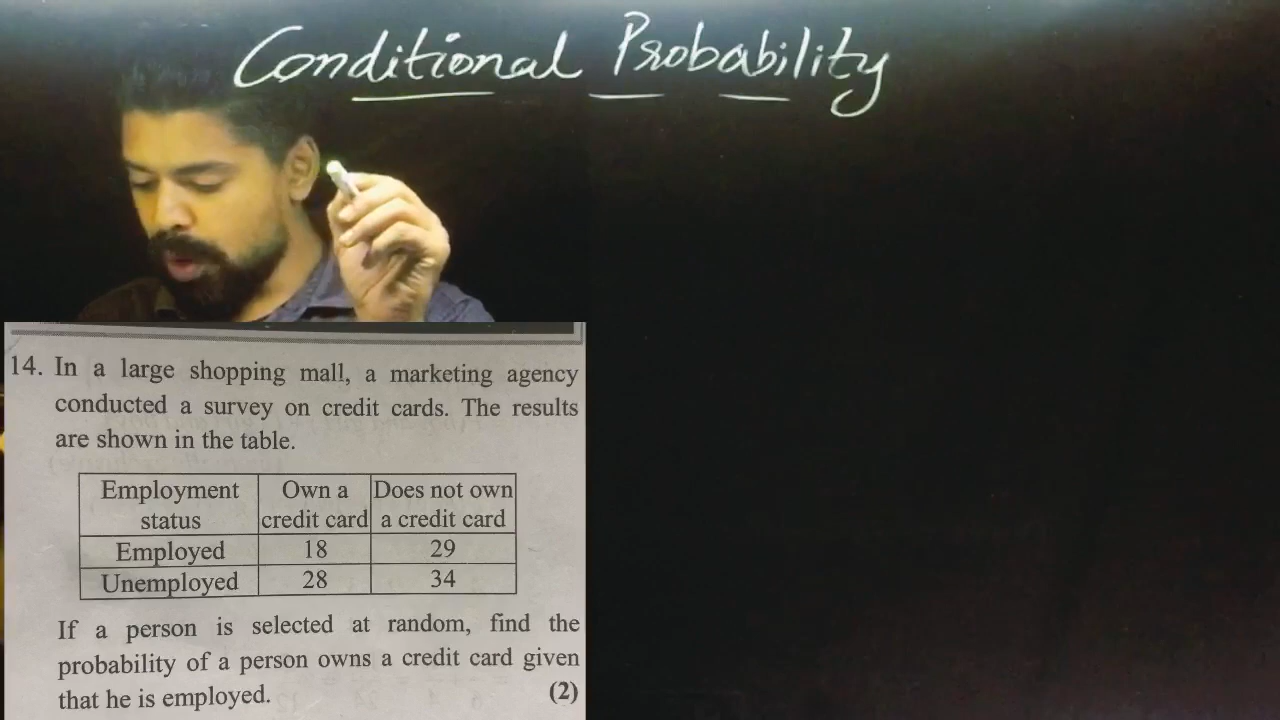 Conditional Probability
14. In a large shopping mall, a marketing agency
conducted a survey on credit cards. The results
are shown in the table.
Employment status Own a credit card Does not own a credit card
Employed 18 29
Unemployed 28 34
If a person is selected at random, find the
probability of a person owns a credit card given
that he is employed. (2)